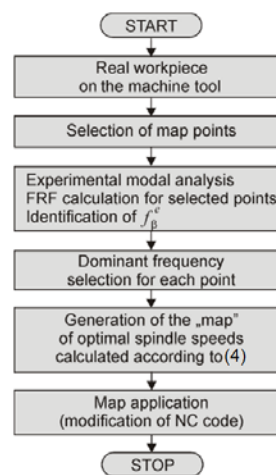 START
Real workpiece
on the machine tool
Selection of map points
Experimental modal analysis
FRF calculation for selected points
Identification of fβᵉ
Dominant frequency
selection for each point
Generation of the „map”
of optimal spindle speeds
calculated according to (4)
Map application
(modification of NC code)
STOP